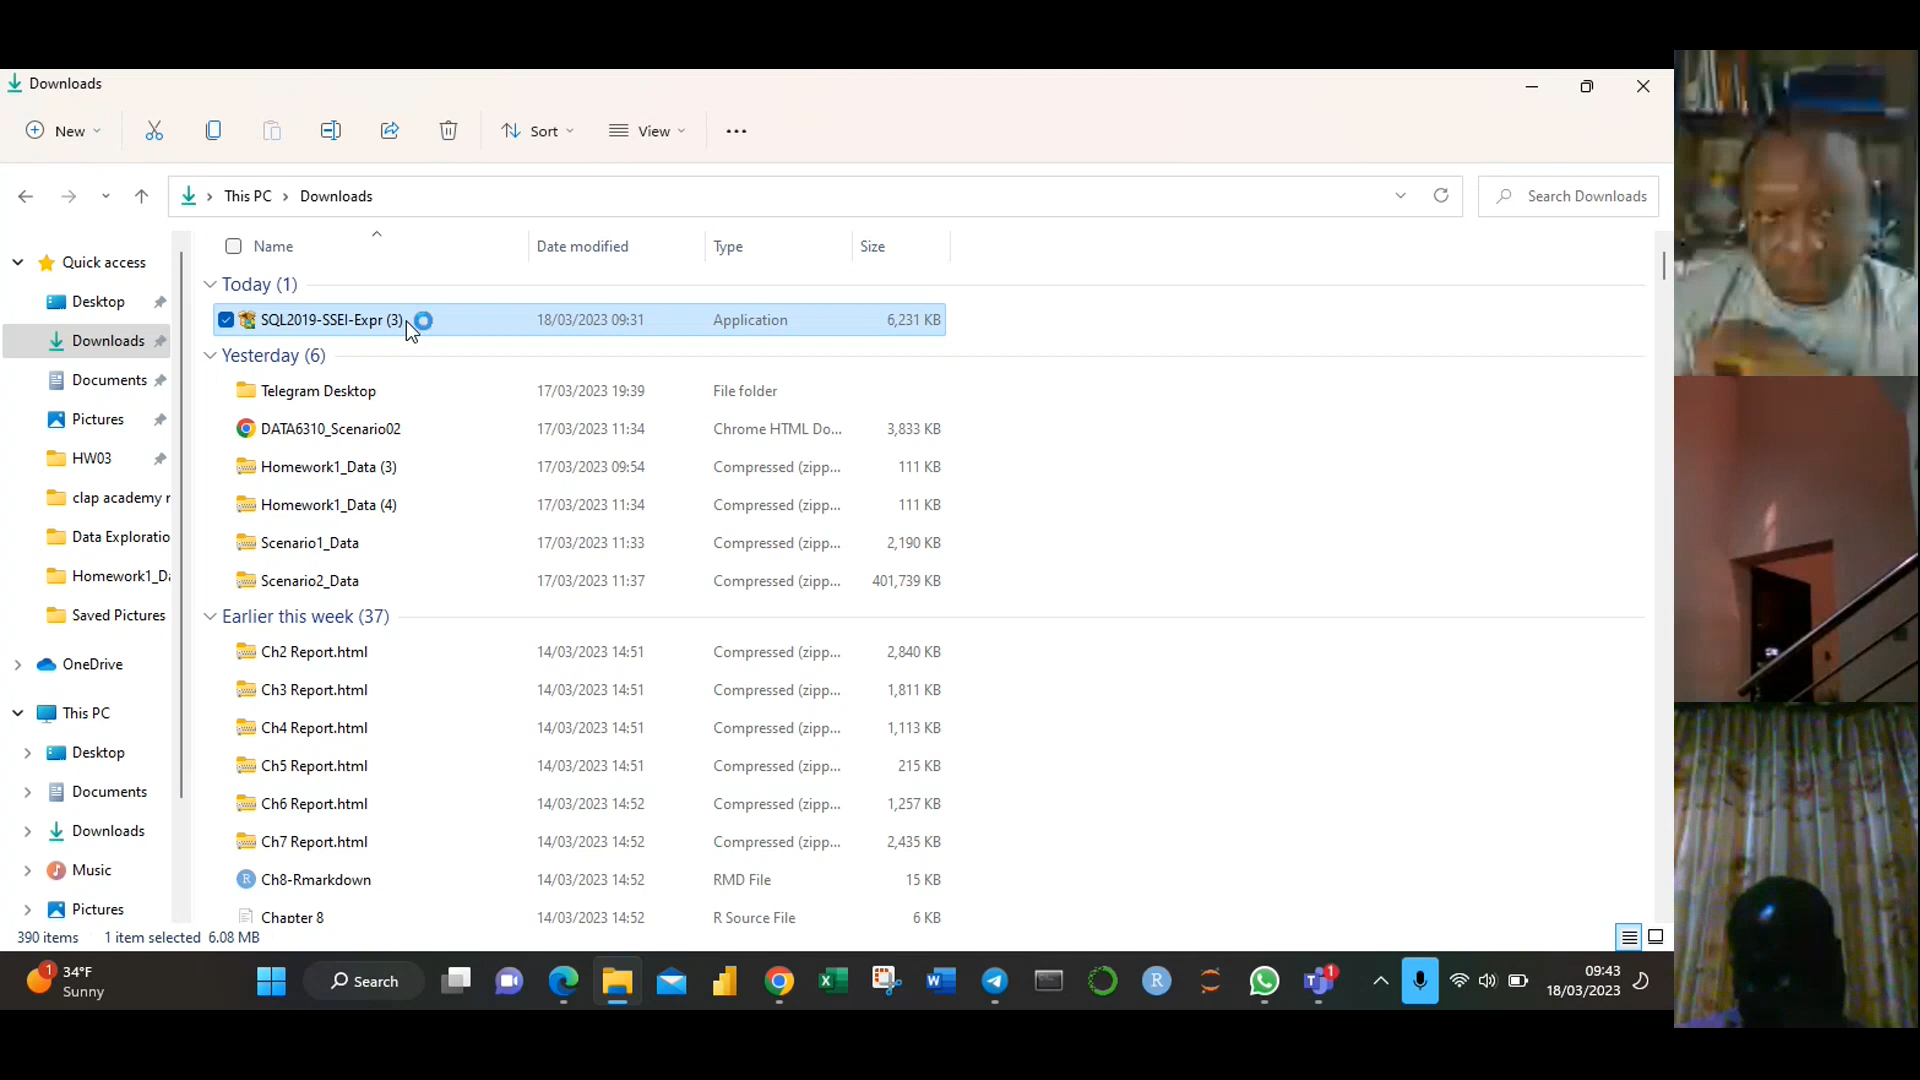 Downloads
New
Sort
View
This PC
Downloads
Search Downloads
Name
Date modified
Type
Size
Quick access
Desktop
Downloads
Documents
Pictures
HW03
clap academy r
Data Exploratio
Homework1_Da
Saved Pictures
OneDrive
This PC
Desktop
Documents
Downloads
Music
Pictures
Today (1)
SQL2019-SSEI-Expr (3) 18/03/2023 09:31 Application 6,231 KB
Yesterday (6)
Telegram Desktop 17/03/2023 19:39 File folder
DATA6310_Scenario02 17/03/2023 11:34 Chrome HTML Do... 3,833 KB
Homework1_Data (3) 17/03/2023 09:54 Compressed (zipp... 111 KB
Homework1_Data (4) 17/03/2023 11:34 Compressed (zipp... 111 KB
Scenario1_Data 17/03/2023 11:33 Compressed (zipp... 2,190 KB
Scenario2_Data 17/03/2023 11:37 Compressed (zipp... 401,739 KB
Earlier this week (37)
Ch2 Report.html 14/03/2023 14:51 Compressed (zipp... 2,840 KB
Ch3 Report.html 14/03/2023 14:51 Compressed (zipp... 1,811 KB
Ch4 Report.html 14/03/2023 14:51 Compressed (zipp... 1,113 KB
Ch5 Report.html 14/03/2023 14:51 Compressed (zipp... 215 KB
Ch6 Report.html 14/03/2023 14:52 Compressed (zipp... 1,257 KB
Ch7 Report.html 14/03/2023 14:52 Compressed (zipp... 2,435 KB
Ch8-Rmarkdown 14/03/2023 14:52 RMD File 15 KB
Chapter 8 14/03/2023 14:52 R Source File 6 KB
390 items 1 item selected 6.08 MB
1
34°F
Sunny
Search
1
09:43
18/03/2023